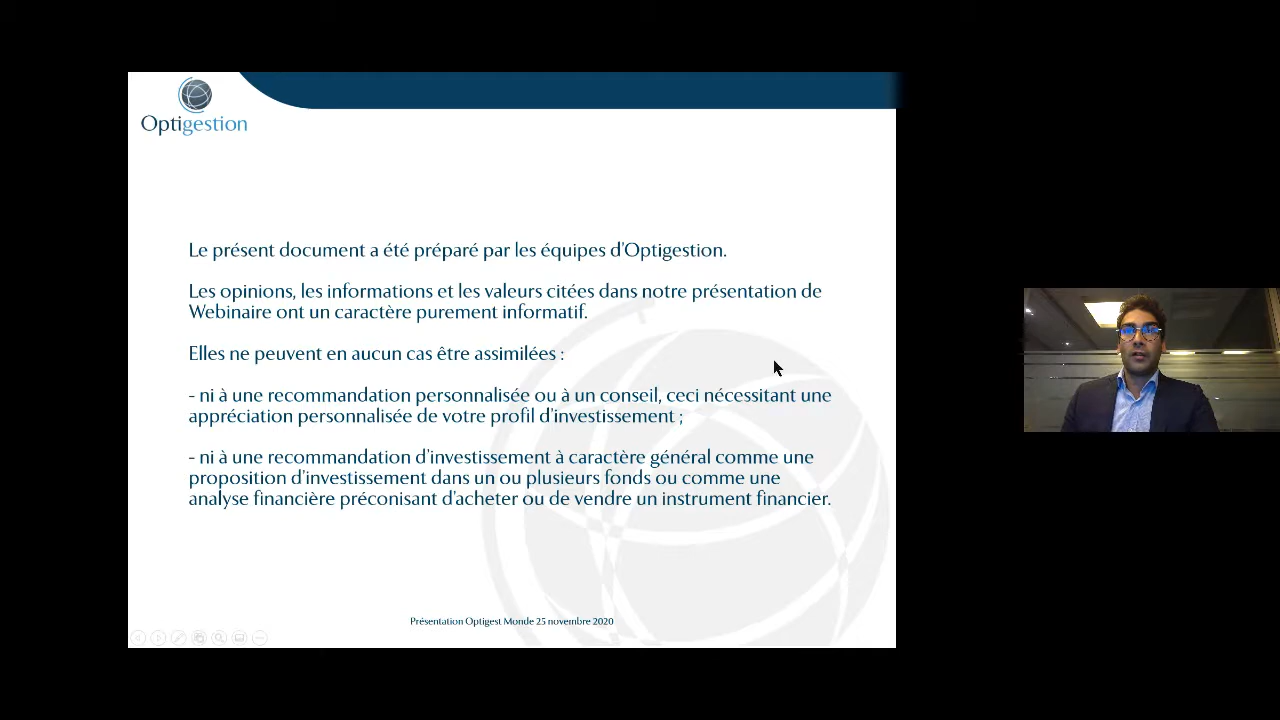 Optigestion
Le présent document a été préparé par les équipes d'Optigestion.
Les opinions, les informations et les valeurs citées dans notre présentation de
Webinaire ont un caractère purement informatif.
Elles ne peuvent en aucun cas être assimilées :
- ni à une recommandation personnalisée ou à un conseil, ceci nécessitant une
appréciation personnalisée de votre profil d'investissement ;
- ni à une recommandation d'investissement à caractère général comme une
proposition d'investissement dans un ou plusieurs fonds ou comme une
analyse financière préconisant d'acheter ou de vendre un instrument financier.
Présentation Optigest Monde 25 novembre 2020